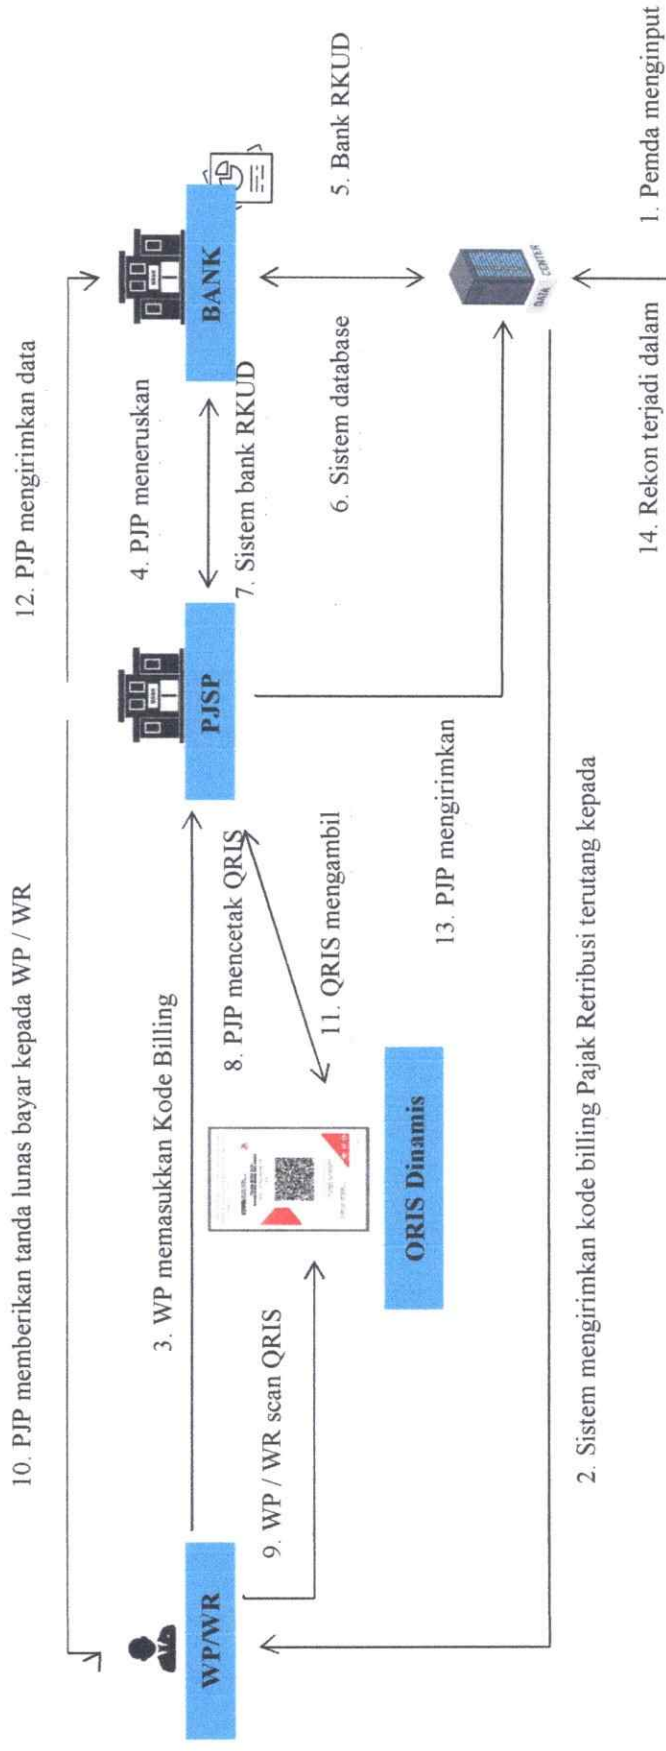 10. PJP memberikan tanda lunas bayar kepada WP / WR
12. PJP mengirimkan data
3. WP memasukkan Kode Billing
4. PJP meneruskan
WP/WR
PJSP
BANK
7. Sistem bank RKUD
8. PJP mencetak QRIS
9. WP / WR scan QRIS
11. QRIS mengambil
5. Bank RKUD
6. Sistem database
ORIS Dinamis
13. PJP mengirimkan
DATA CENTER
2. Sistem mengirimkan kode billing Pajak Retribusi terutang kepada
14. Rekon terjadi dalam
1. Pemda menginput